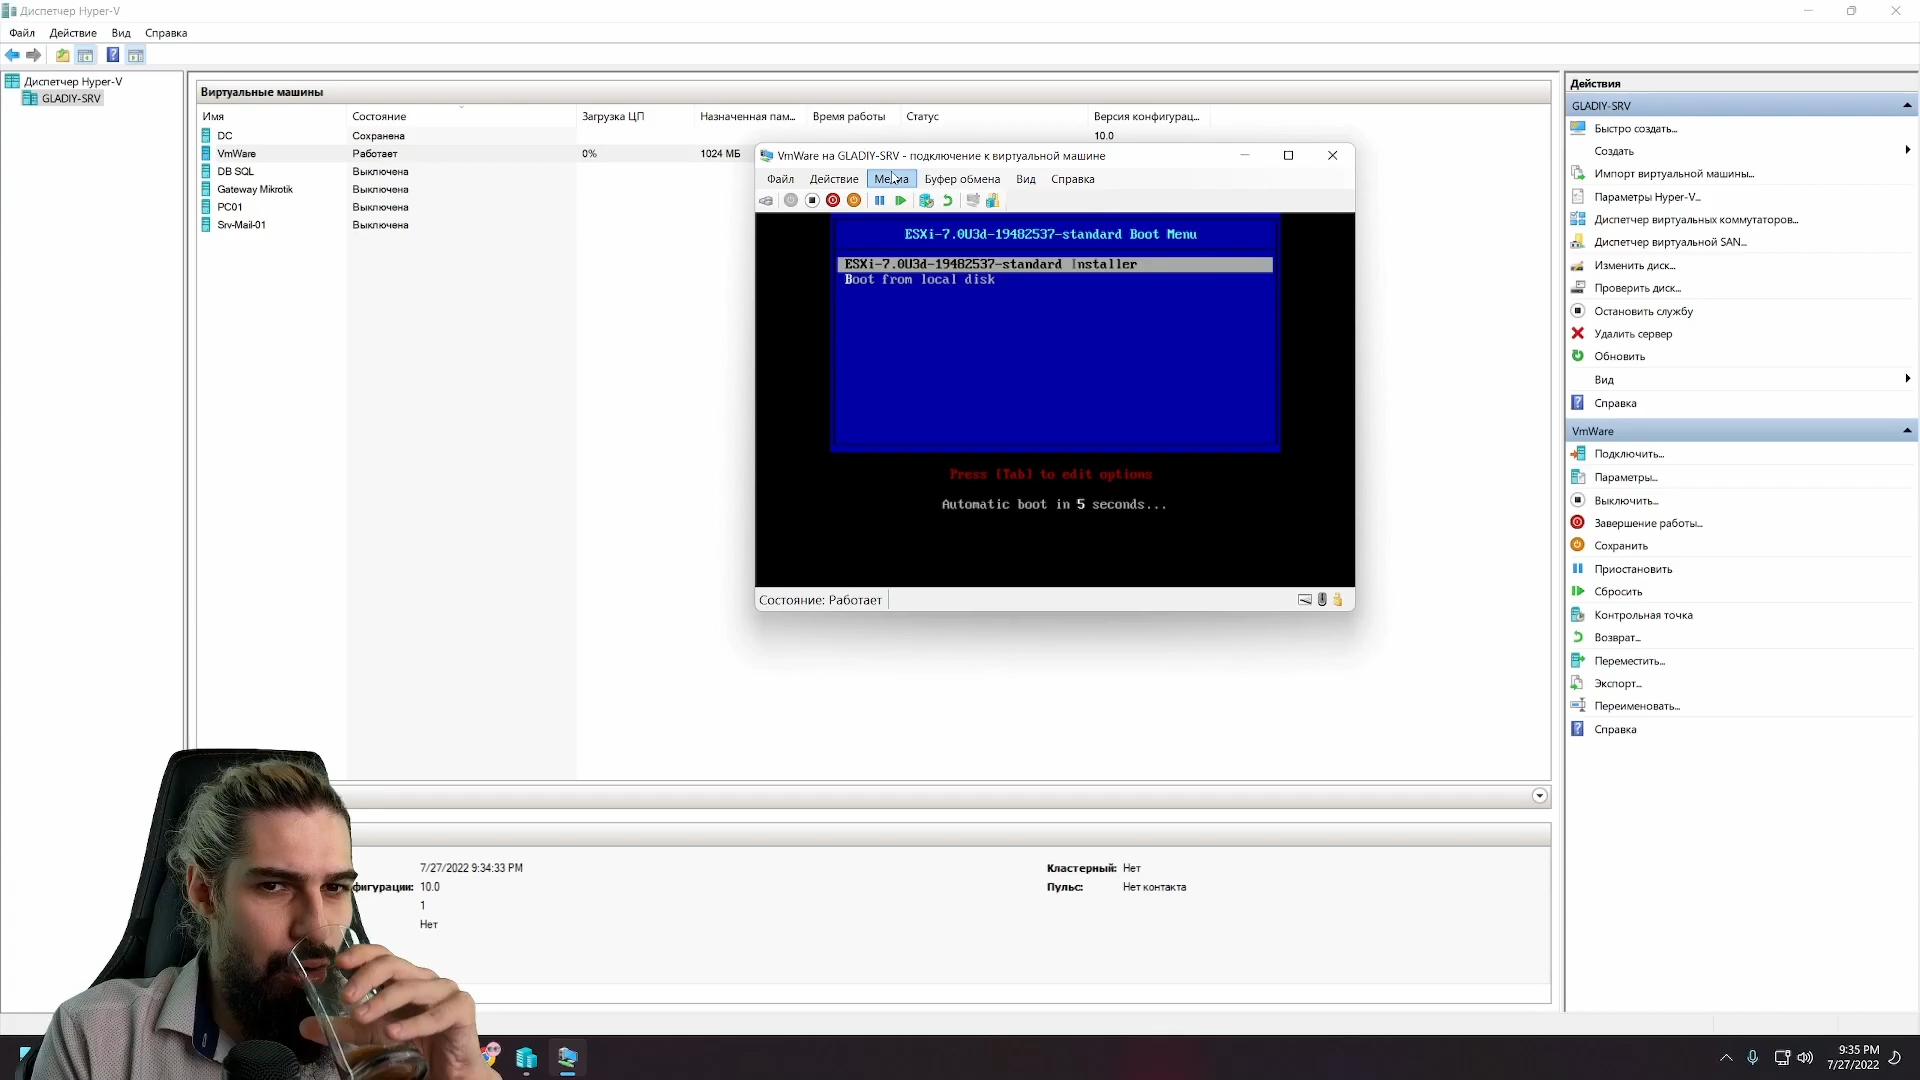 Диспетчер Hyper-V
Файл Действие Вид Справка
Диспетчер Hyper-V
GLADIY-SRV
Виртуальные машины
Имя Состояние Загрузка ЦП Назначенная пам... Время работы Статус Версия конфигурац...
DC Сохранена 10.0
VmWare Работает 0% 1024 МБ
DB SQL Выключена
Gateway Mikrotik Выключена
PC01 Выключена
Srv-Mail-01 Выключена
VmWare на GLADIY-SRV - подключение к виртуальной машине
Файл Действие Буфер обмена Вид Справка
ESXi-7.0U3d-19482537-standard Boot Menu
ESXi-7.0U3d-19482537-standard Installer
Boot from local disk
Press [Tab] to edit options
Automatic boot in 5 seconds...
Состояние: Работает
7/27/2022 9:34:33 PM
фигурации: 10.0
1
Нет
Кластерный: Нет
Пульс: Нет контакта
Действия
GLADIY-SRV
Быстро создать...
Создать
Импорт виртуальной машины...
Параметры Hyper-V...
Диспетчер виртуальных коммутаторов...
Диспетчер виртуальной SAN...
Изменить диск...
Проверить диск...
Остановить службу
Удалить сервер
Обновить
Вид
Справка
VmWare
Подключить...
Параметры...
Выключить...
Завершение работы...
Сохранить
Приостановить
Сбросить
Контрольная точка
Возврат...
Переместить...
Экспорт...
Переименовать...
Справка
9:35 PM
7/27/2022